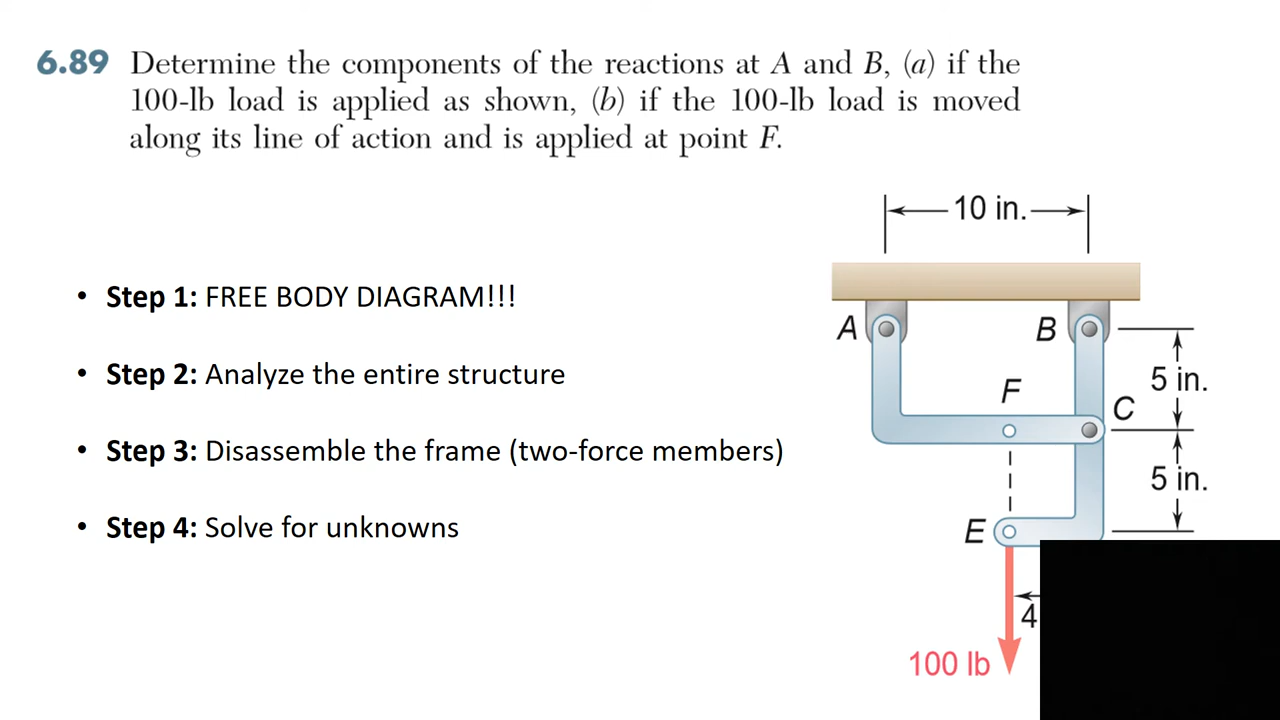 6.89 Determine the components of the reactions at A and B, (a) if the
100-lb load is applied as shown, (b) if the 100-lb load is moved
along its line of action and is applied at point F.
10 in.
• Step 1: FREE BODY DIAGRAM!!!
A
B
• Step 2: Analyze the entire structure
5 in.
F
C
• Step 3: Disassemble the frame (two-force members)
5 in.
• Step 4: Solve for unknowns
E
4
100 lb